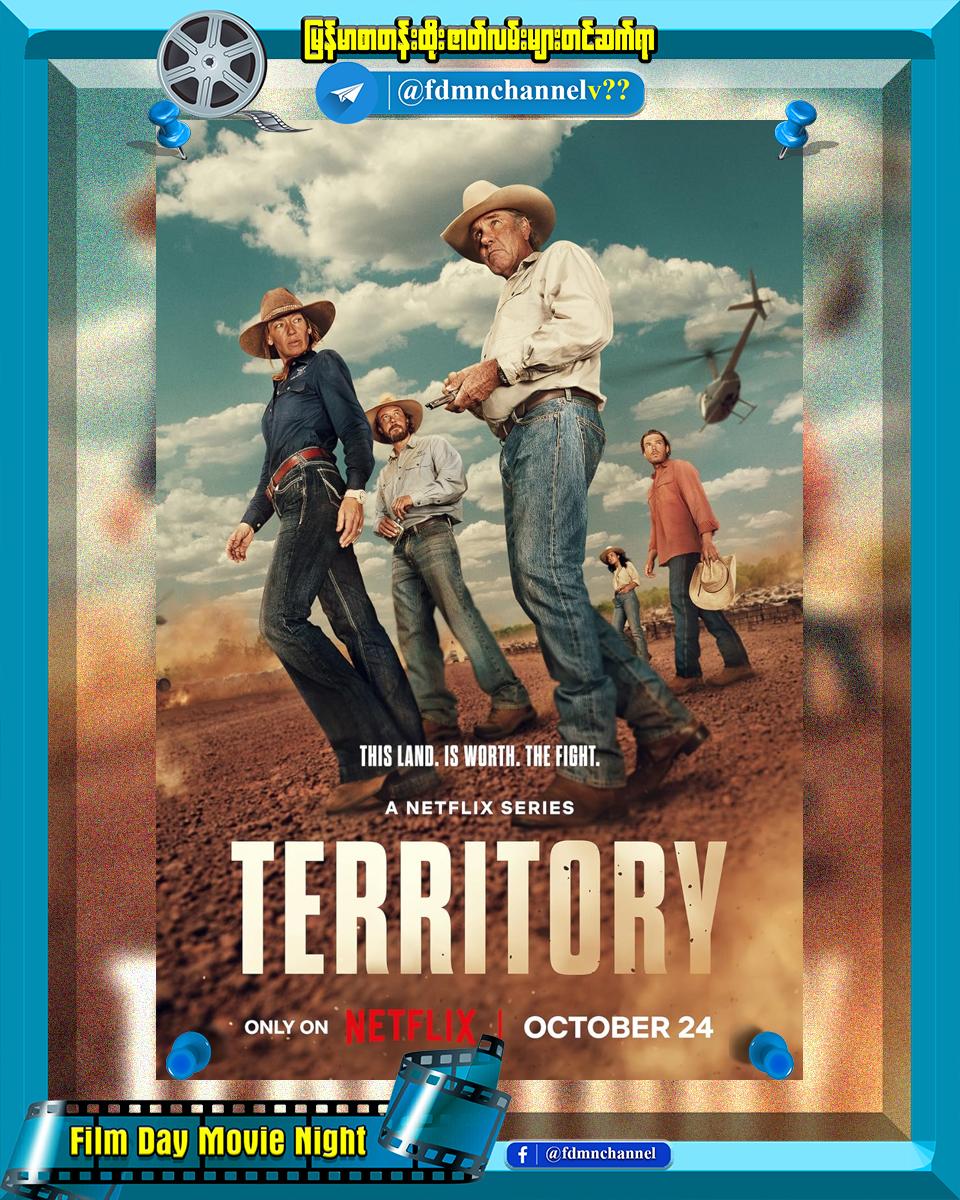 မြန်မာစာတန်းထိုးဇာတ်လမ်းများတင်ဆက်ရာ
@fdmnchannelv??
THIS LAND. IS WORTH. THE FIGHT.
A NETFLIX SERIES
TERRITORY
ONLY ON NETFLIX | OCTOBER 24
Film Day Movie Night
@fdmnchannel